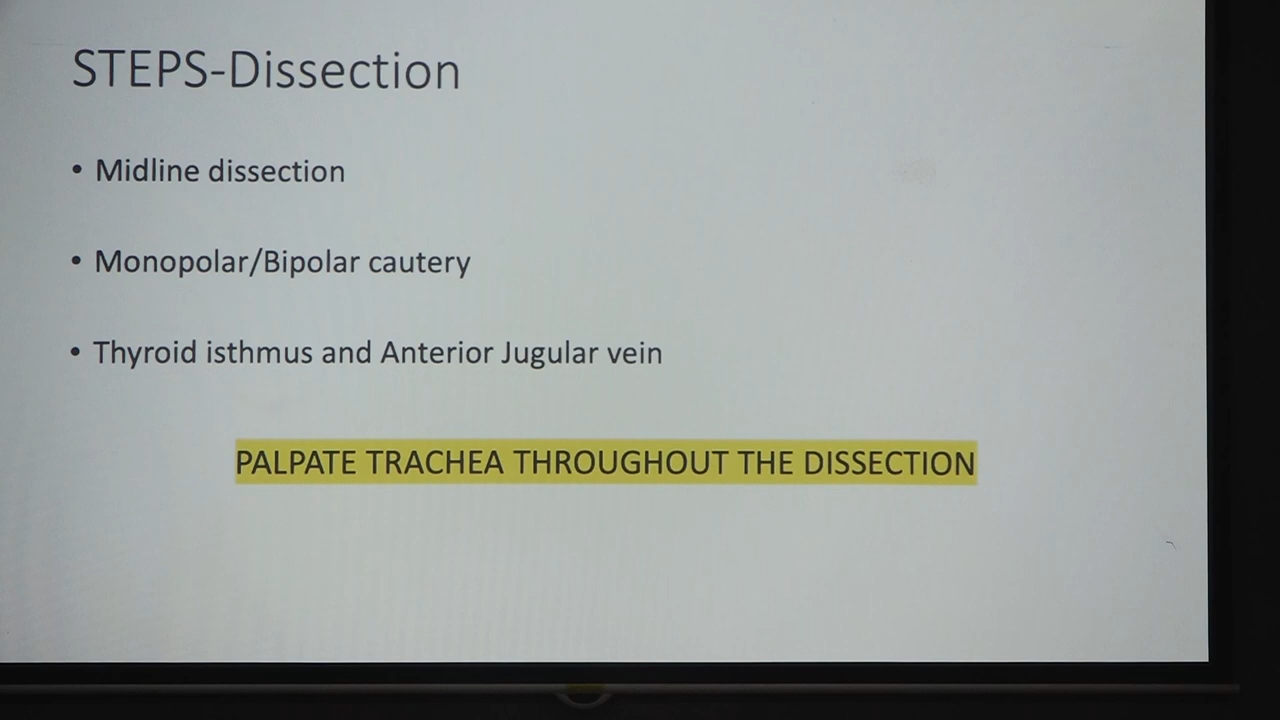 STEPS-Dissection
• Midline dissection
• Monopolar/Bipolar cautery
• Thyroid isthmus and Anterior Jugular vein
PALPATE TRACHEA THROUGHOUT THE DISSECTION